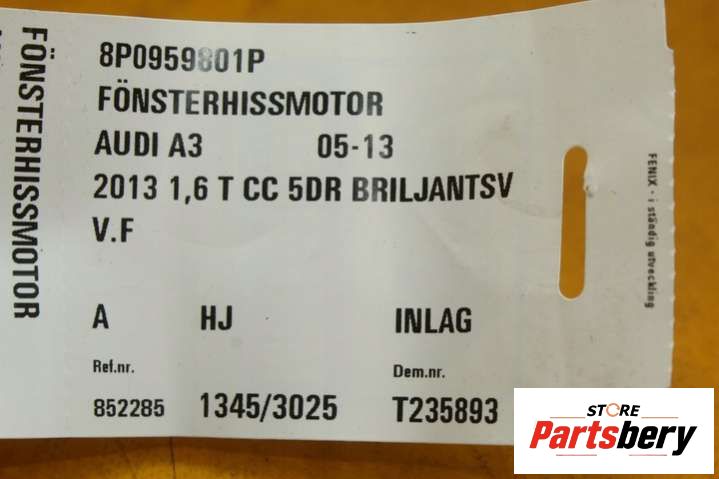 FÖNSTERHISSMOTOR
8P0959801P
FÖNSTERHISSMOTOR
AUDI A3 05-13
2013 1,6 T CC 5DR BRILJANTSV
V.F
A HJ INLAG
Ref.nr. Dem.nr.
852285 1345/3025 T235893
FENIX - i ständig utveckling
STORE
Partsbery